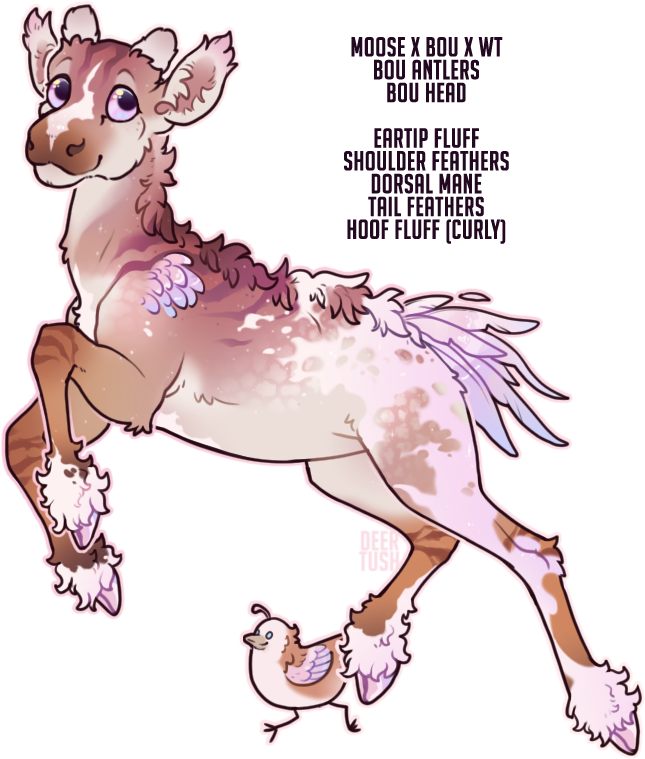 MOOSE X BOU X WT
BOU ANTLERS
BOU HEAD
EARTIP FLUFF
SHOULDER FEATHERS
DORSAL MANE
TAIL FEATHERS
HOOF FLUFF (CURLY)
DEER
TUSH